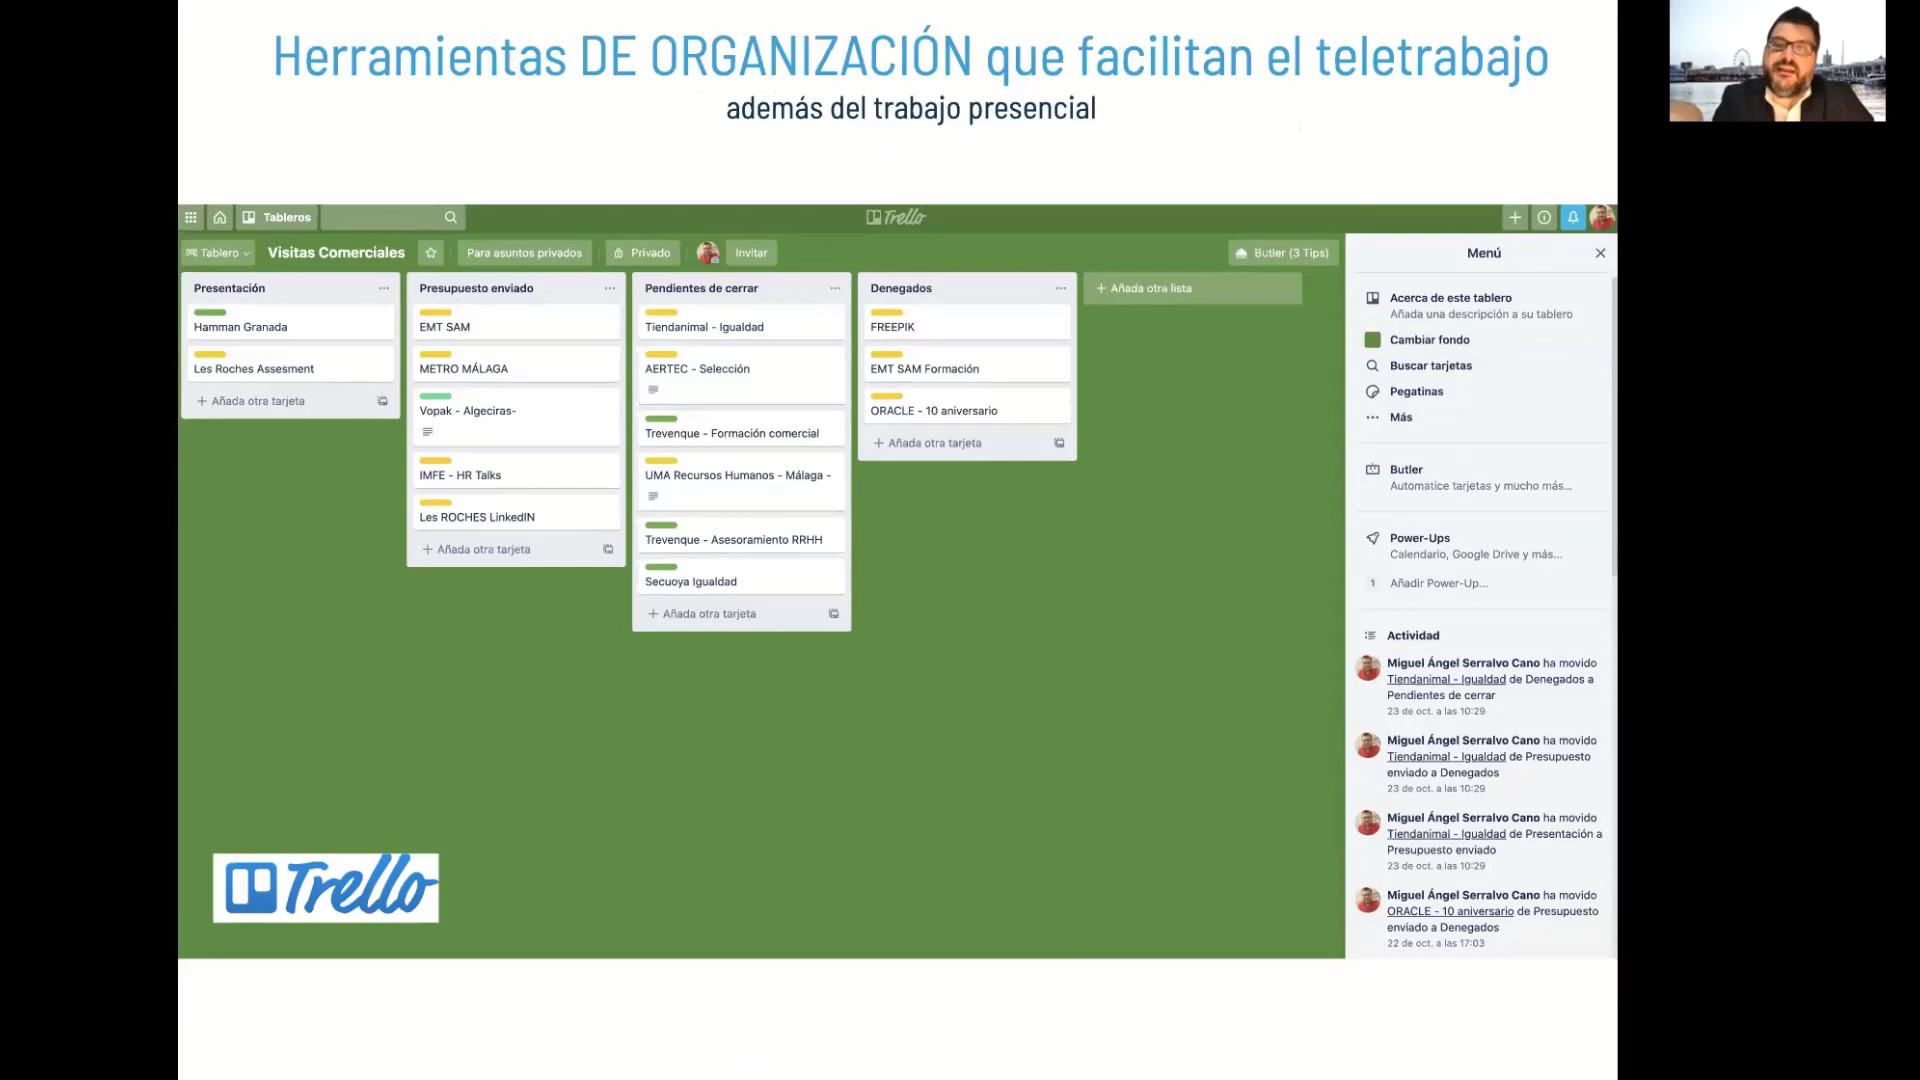 Herramientas DE ORGANIZACIÓN que facilitan el teletrabajo
además del trabajo presencial
Tableros
Trello
Tablero
Visitas Comerciales
Para asuntos privados
Privado
Invitar
Butler (3 Tips)
Presentación
Hamman Granada
Les Roches Assesment
+ Añada otra tarjeta
Presupuesto enviado
EMT SAM
METRO MÁLAGA
Vopak - Algeciras-
IMFE - HR Talks
Les ROCHES LinkedIN
+ Añada otra tarjeta
Pendientes de cerrar
Tiendanimal - Igualdad
AERTEC - Selección
Trevenque - Formación comercial
UMA Recursos Humanos - Málaga -
Trevenque - Asesoramiento RRHH
Secuoya Igualdad
+ Añada otra tarjeta
Denegados
FREEPIK
EMT SAM Formación
ORACLE - 10 aniversario
+ Añada otra tarjeta
+ Añada otra lista
Menú
Acerca de este tablero
Añada una descripción a su tablero
Cambiar fondo
Buscar tarjetas
Pegatinas
Más
Butler
Automatice tarjetas y mucho más...
Power-Ups
Calendario, Google Drive y más...
1 Añadir Power-Up...
Actividad
Miguel Ángel Serralvo Cano ha movido
Tiendanimal - Igualdad de Denegados a
Pendientes de cerrar
23 de oct. a las 10:29
Miguel Ángel Serralvo Cano ha movido
Tiendanimal - Igualdad de Presupuesto
enviado a Denegados
23 de oct. a las 10:29
Miguel Ángel Serralvo Cano ha movido
Tiendanimal - Igualdad de Presentación a
Presupuesto enviado
23 de oct. a las 10:29
Miguel Ángel Serralvo Cano ha movido
ORACLE - 10 aniversario de Presupuesto
enviado a Denegados
22 de oct. a las 17:03
Trello